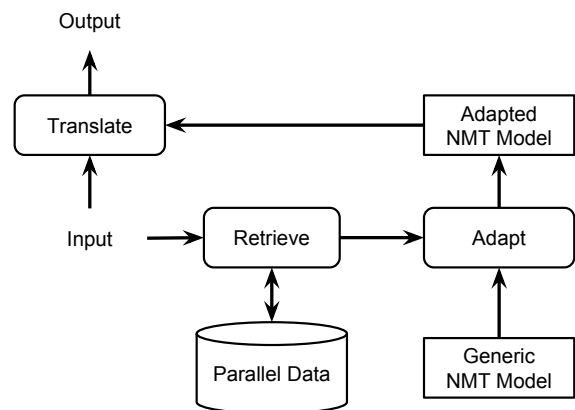 Output
Translate
Adapted
NMT Model
Input
Retrieve
Adapt
Parallel Data
Generic
NMT Model